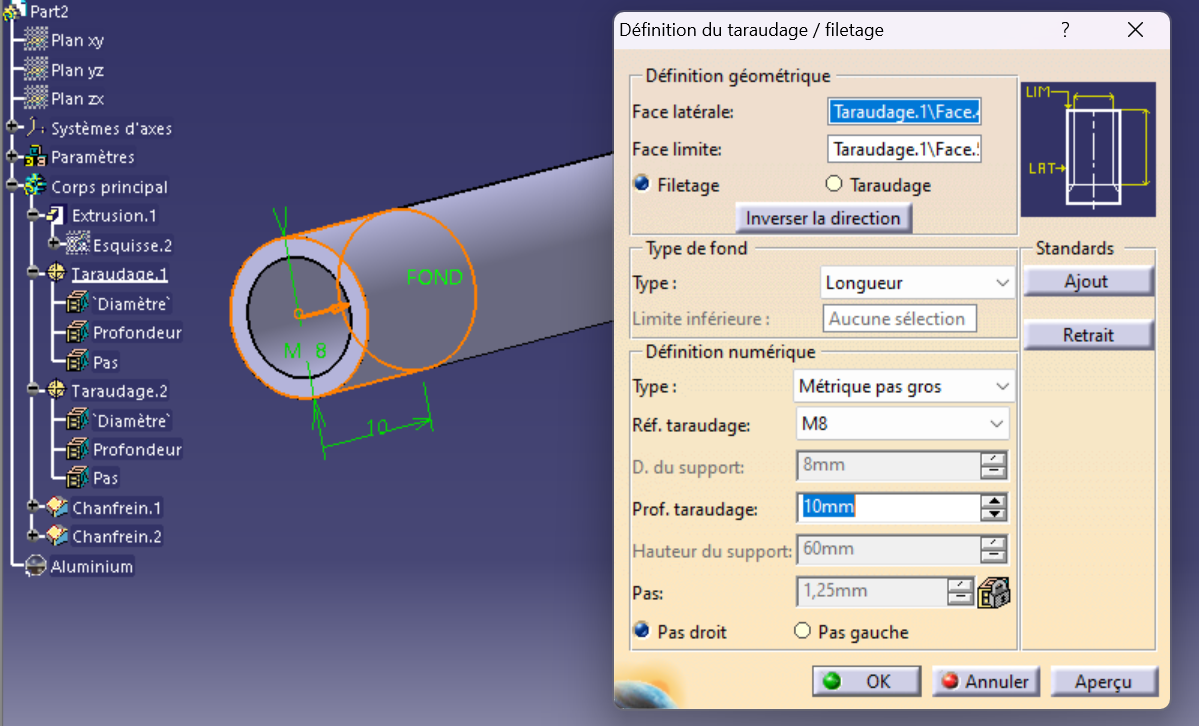 Part2
Plan xy
Plan yz
Plan zx
Systèmes d'axes
Paramètres
Corps principal
Extrusion.1
Esquisse.2
Taraudage.1
`Diamètre`
Profondeur
Pas
Taraudage.2
`Diamètre`
Profondeur
Pas
Chanfrein.1
Chanfrein.2
Aluminium
FOND
M 8
10
Définition du taraudage / filetage ?
Définition géométrique
Face latérale: Taraudage.1\Face.4
Face limite: Taraudage.1\Face.5
Filetage Taraudage
Inverser la direction
LIM
LAT
Type de fond
Type : Longueur
Limite inférieure : Aucune sélection
Standards
Ajout
Retrait
Définition numérique
Type : Métrique pas gros
Réf. taraudage: M8
D. du support: 8mm
Prof. taraudage: 10mm
Hauteur du support: 60mm
Pas: 1,25mm
Pas droit Pas gauche
OK Annuler Aperçu